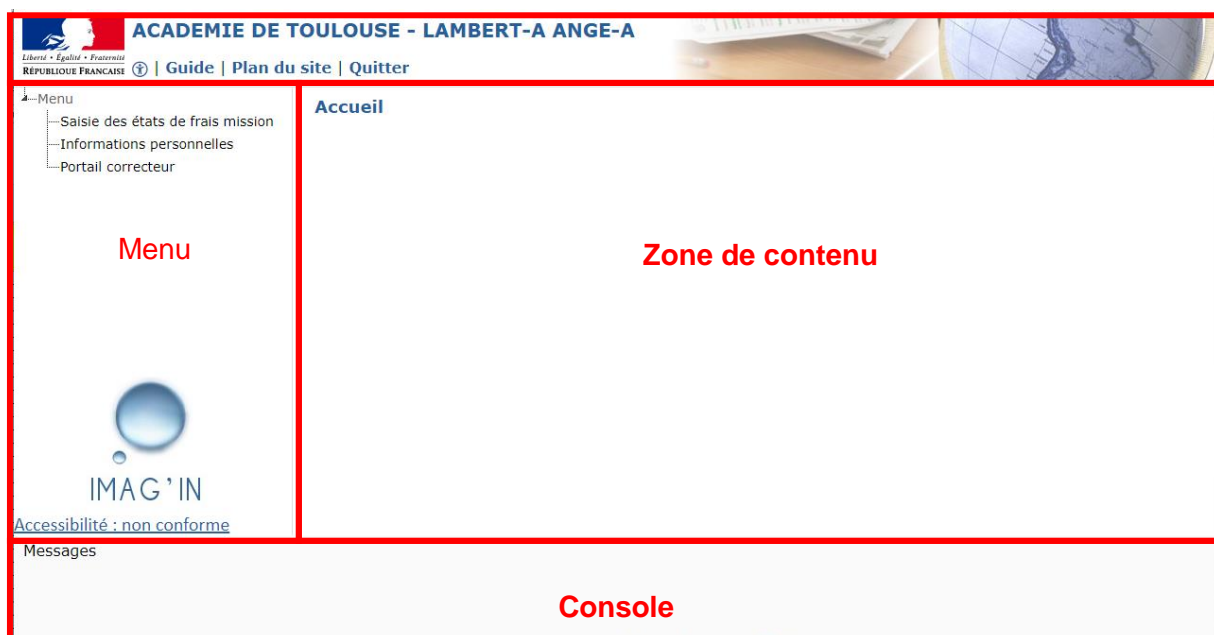 ACADEMIE DE TOULOUSE - LAMBERT-A ANGE-A
Liberté • Égalité • Fraternité
RÉPUBLIQUE FRANCAISE
| Guide | Plan du site | Quitter
Menu
Saisie des états de frais mission
Informations personnelles
Portail correcteur
Menu
IMAG'IN
Accessibilité : non conforme
Accueil
Zone de contenu
Messages
Console